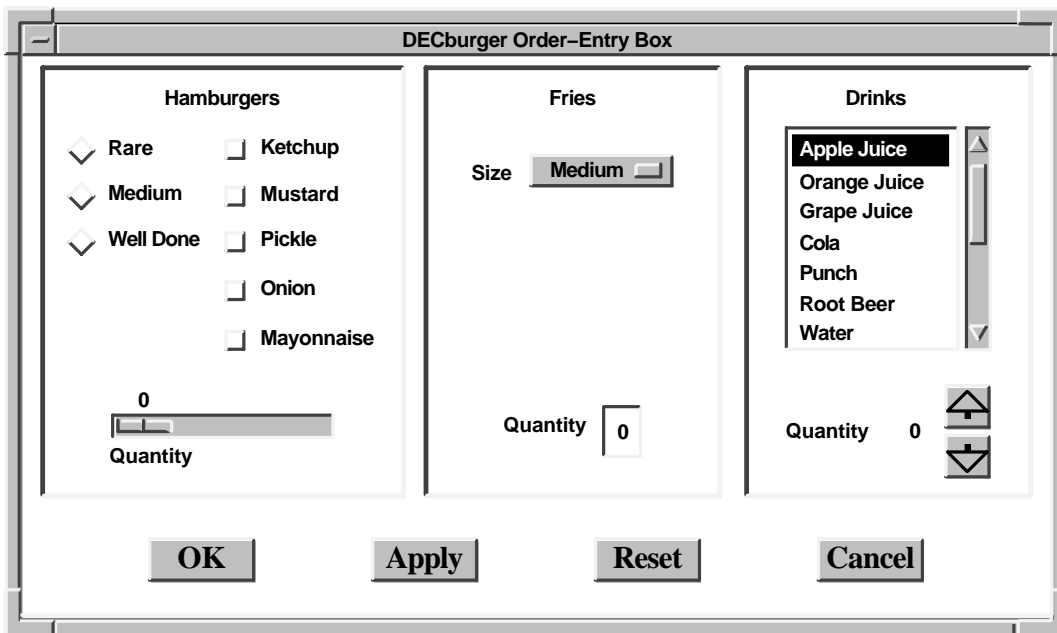 DECburger Order–Entry Box
Hamburgers
Rare
Medium
Well Done
Ketchup
Mustard
Pickle
Onion
Mayonnaise
0
Quantity
Fries
Size
Medium
Quantity
0
Drinks
Apple Juice
Orange Juice
Grape Juice
Cola
Punch
Root Beer
Water
Quantity
0
OK
Apply
Reset
Cancel